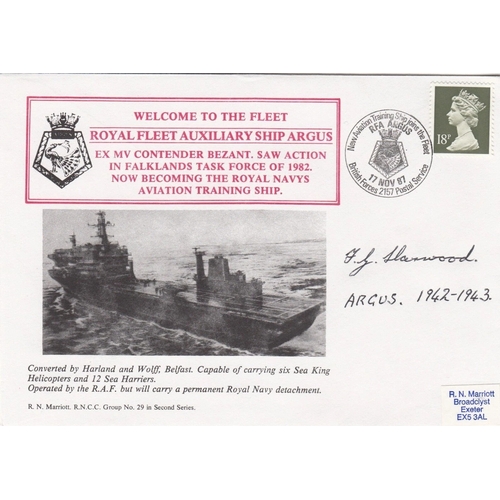 WELCOME TO THE FLEET
ROYAL FLEET AUXILIARY SHIP ARGUS
EX MV CONTENDER BEZANT. SAW ACTION
IN FALKLANDS TASK FORCE OF 1982.
NOW BECOMING THE ROYAL NAVYS
AVIATION TRAINING SHIP.
New Aviation Training Ship joins the Fleet
RFA ARGUS
17 NOV 87
British Forces 2157 Postal Service
18P
ARGUS. 1942-1943.
Converted by Harland and Wolff, Belfast. Capable of carrying six Sea King
Helicopters and 12 Sea Harriers.
Operated by the R.A.F. but will carry a permanent Royal Navy detachment.
R. N. Marriott. R.N.C.C. Group No. 29 in Second Series.
R. N. Marriott
Broadclyst
Exeter
EX5 3AL